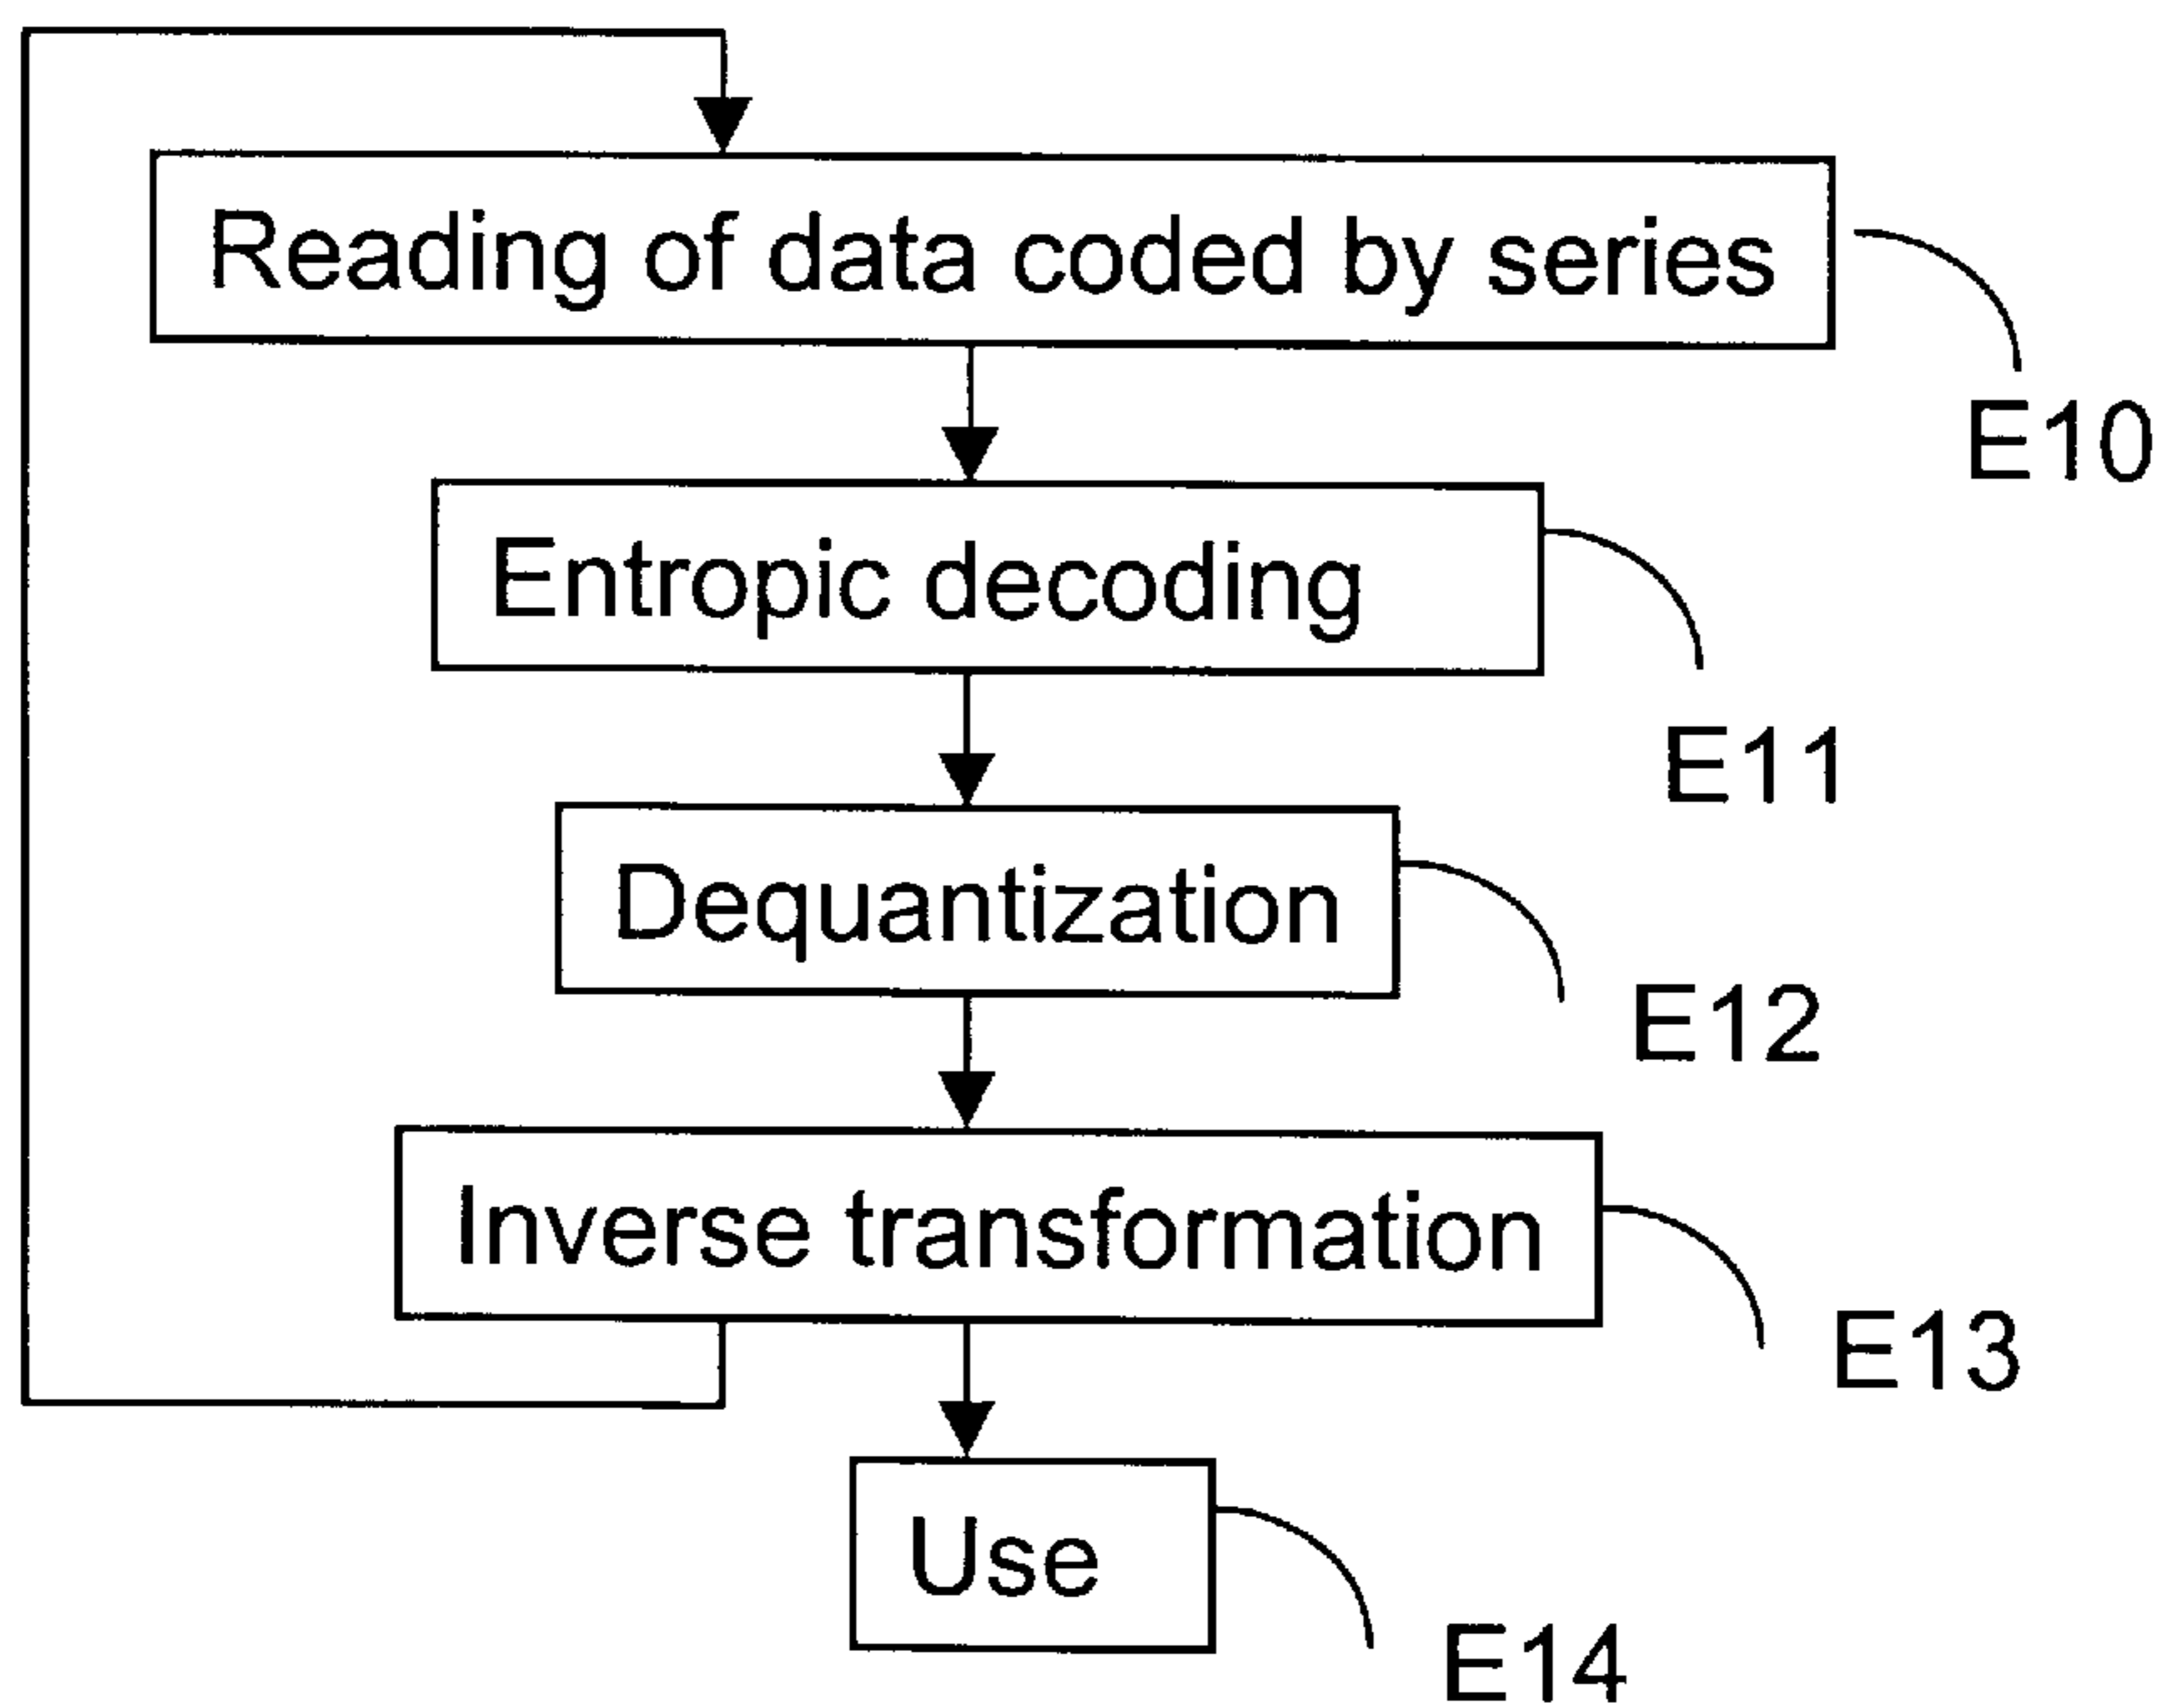 Reading of data coded by series
E10
Entropic decoding
E11
Dequantization
E12
Inverse transformation
E13
Use
E14